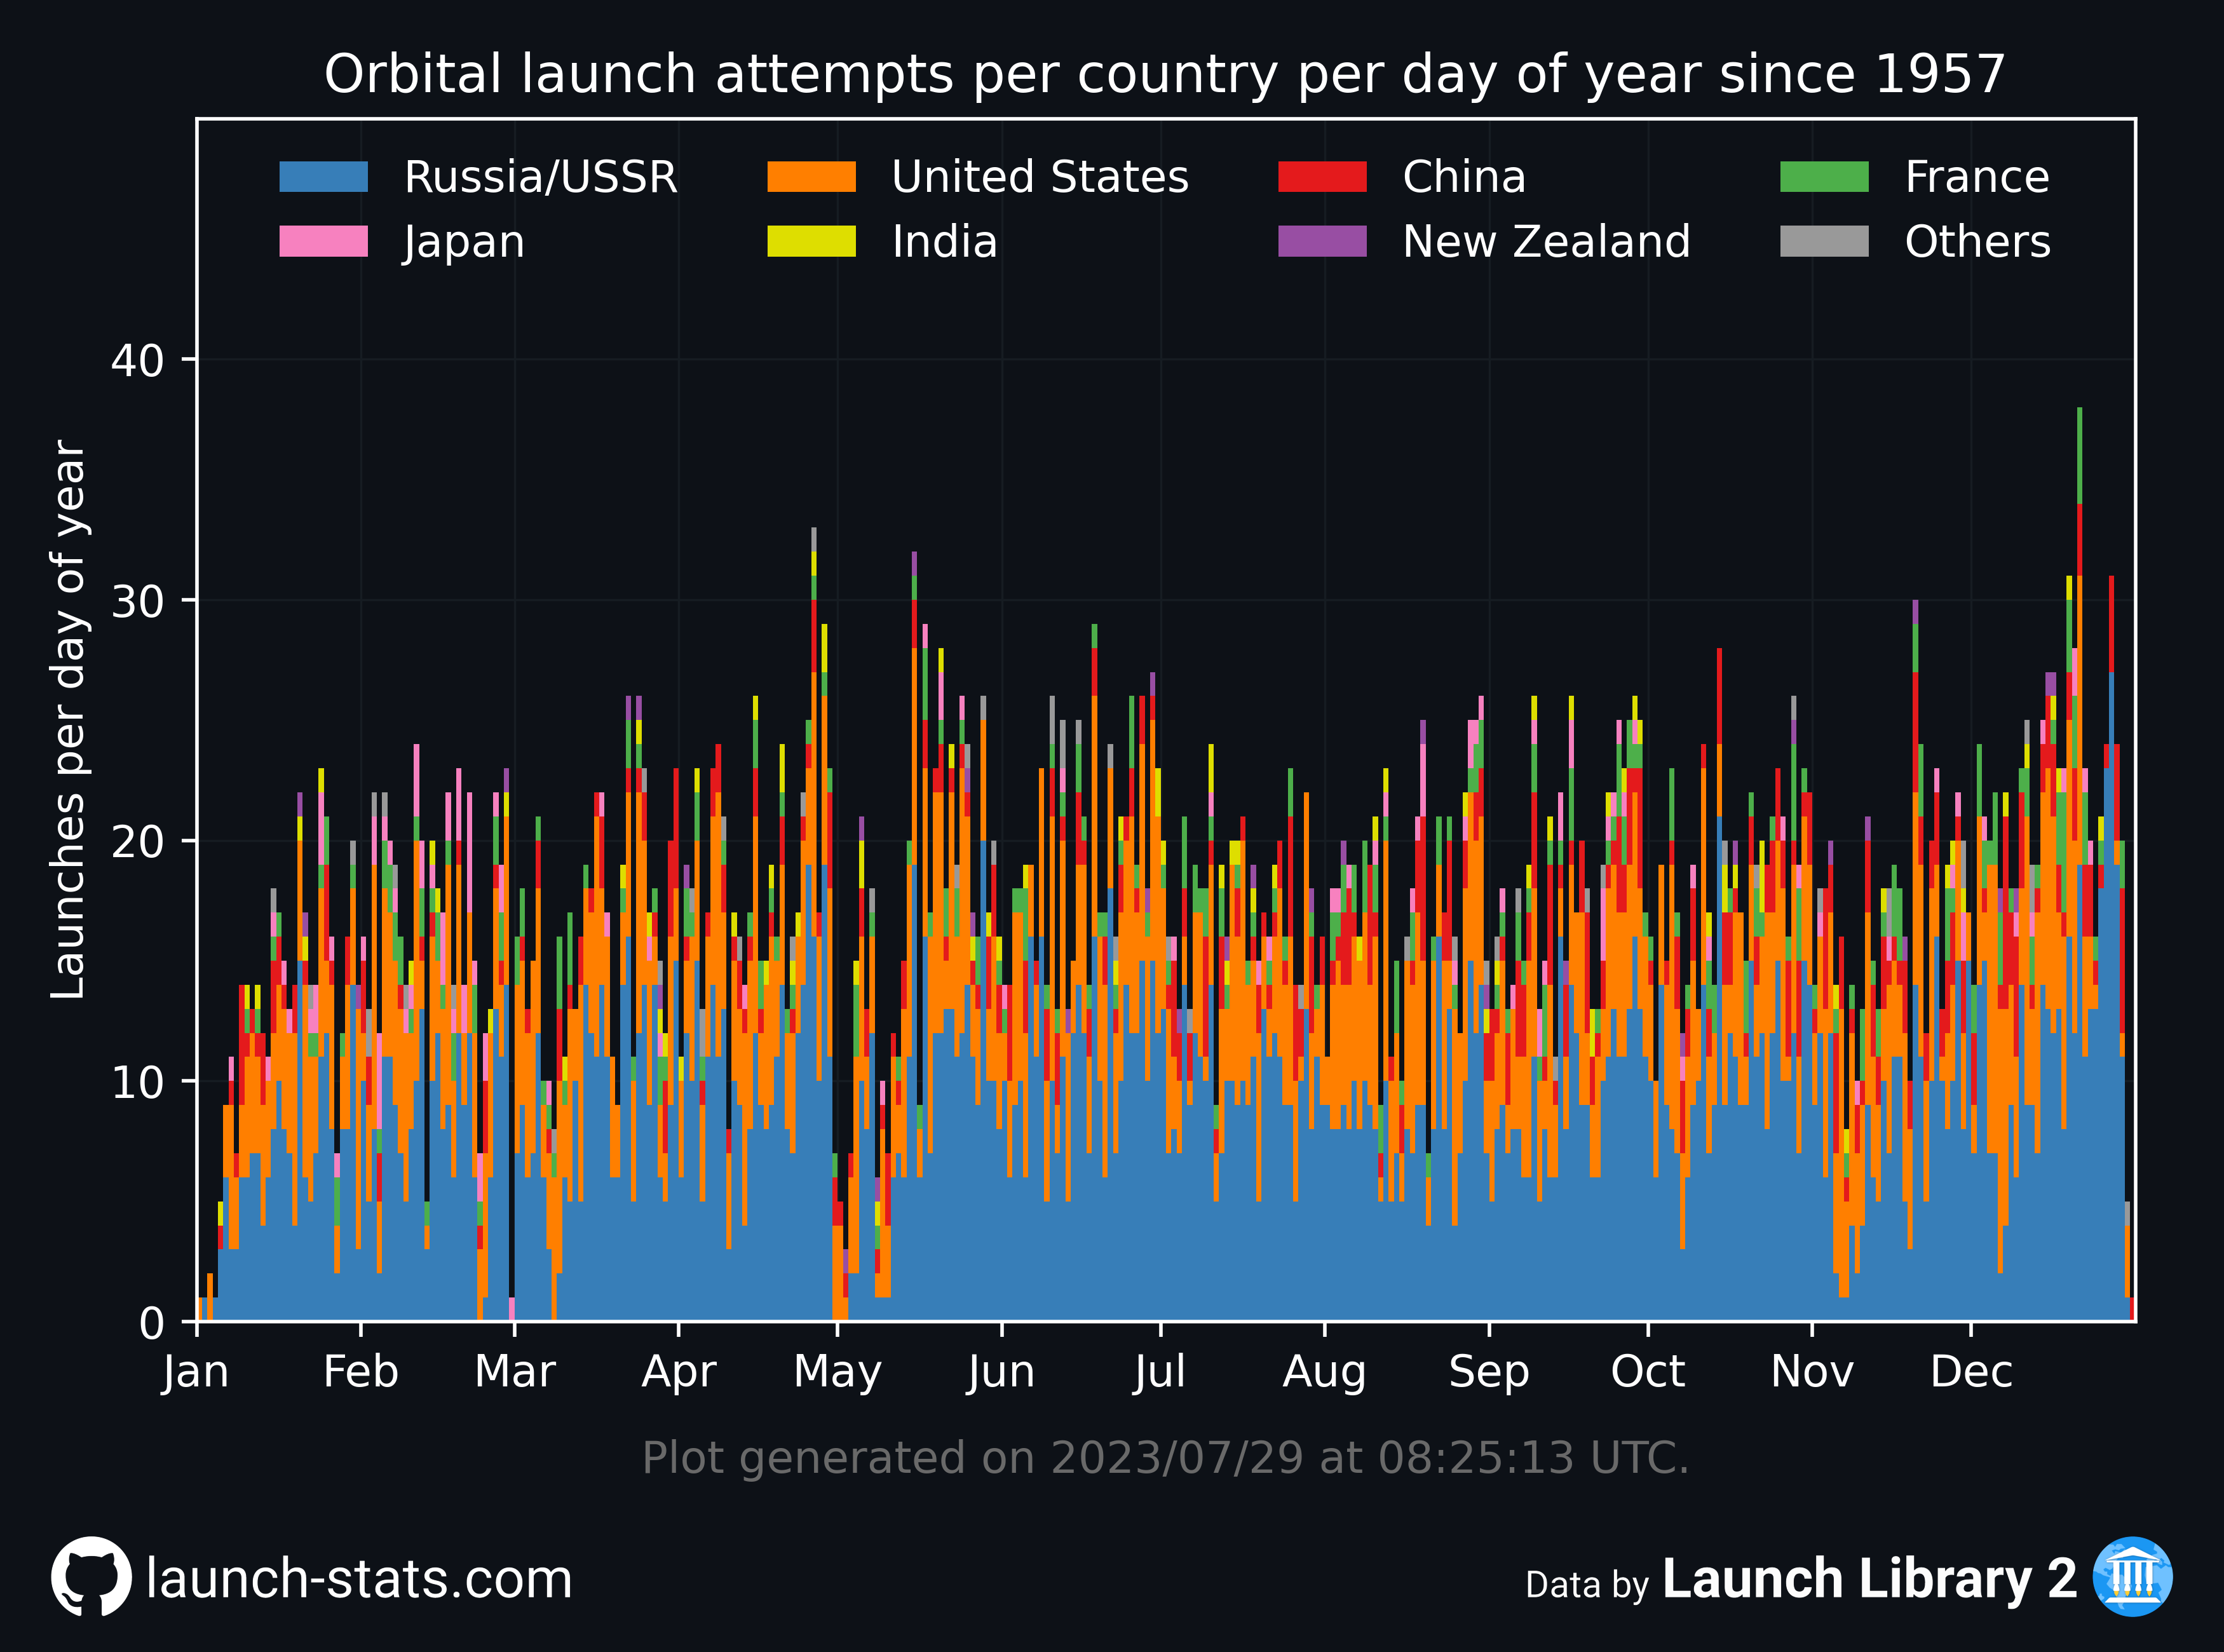 Orbital launch attempts per country per day of year since 1957
Russia/USSR United States China France
Japan India New Zealand Others
Launches per day of year
40
30
20
10
0
Jan Feb Mar Apr May Jun Jul Aug Sep Oct Nov Dec
Plot generated on 2023/07/29 at 08:25:13 UTC.
launch-stats.com
Data by Launch Library 2